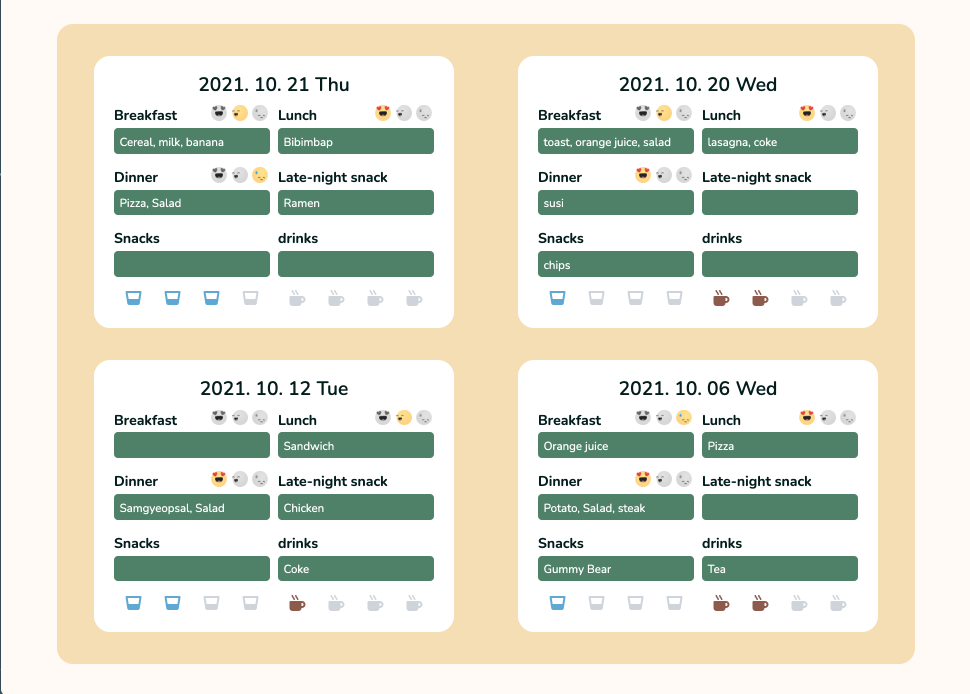 2021. 10. 21 Thu
Breakfast
Lunch
Cereal, milk, banana
Bibimbap
Dinner
Late-night snack
Pizza, Salad
Ramen
Snacks
drinks
2021. 10. 20 Wed
Breakfast
Lunch
toast, orange juice, salad
lasagna, coke
Dinner
Late-night snack
susi
Snacks
drinks
chips
2021. 10. 12 Tue
Breakfast
Lunch
Sandwich
Dinner
Late-night snack
Samgyeopsal, Salad
Chicken
Snacks
drinks
Coke
2021. 10. 06 Wed
Breakfast
Lunch
Orange juice
Pizza
Dinner
Late-night snack
Potato, Salad, steak
Snacks
drinks
Gummy Bear
Tea